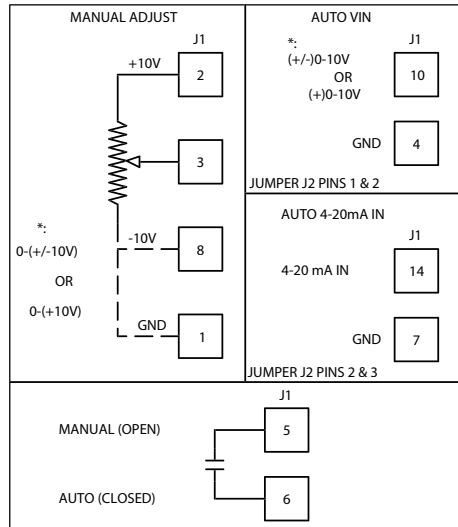 MANUAL ADJUST
J1
+10V
2
3
*:
0-(+/-10V)
OR
0-(+10V)
-10V
8
GND
1
AUTO VIN
*:
(+/-)0-10V
OR
(+)0-10V
J1
10
GND
4
JUMPER J2 PINS 1 & 2
AUTO 4-20mA IN
J1
4-20 mA IN
14
GND
7
JUMPER J2 PINS 2 & 3
J1
MANUAL (OPEN)
5
AUTO (CLOSED)
6